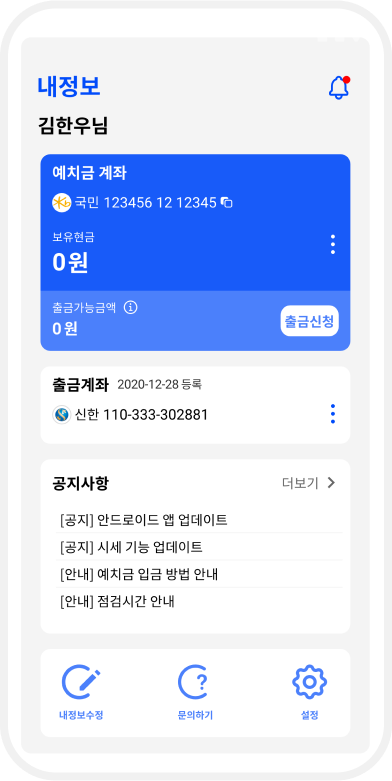 내정보
김한우님
예치금 계좌
국민 123456 12 12345
보유현금
0원
출금가능금액
0원
출금신청
출금계좌 2020-12-28 등록
신한 110-333-302881
공지사항 더보기
[공지] 안드로이드 앱 업데이트
[공지] 시세 기능 업데이트
[안내] 예치금 입금 방법 안내
[안내] 점검시간 안내
내정보수정 문의하기 설정